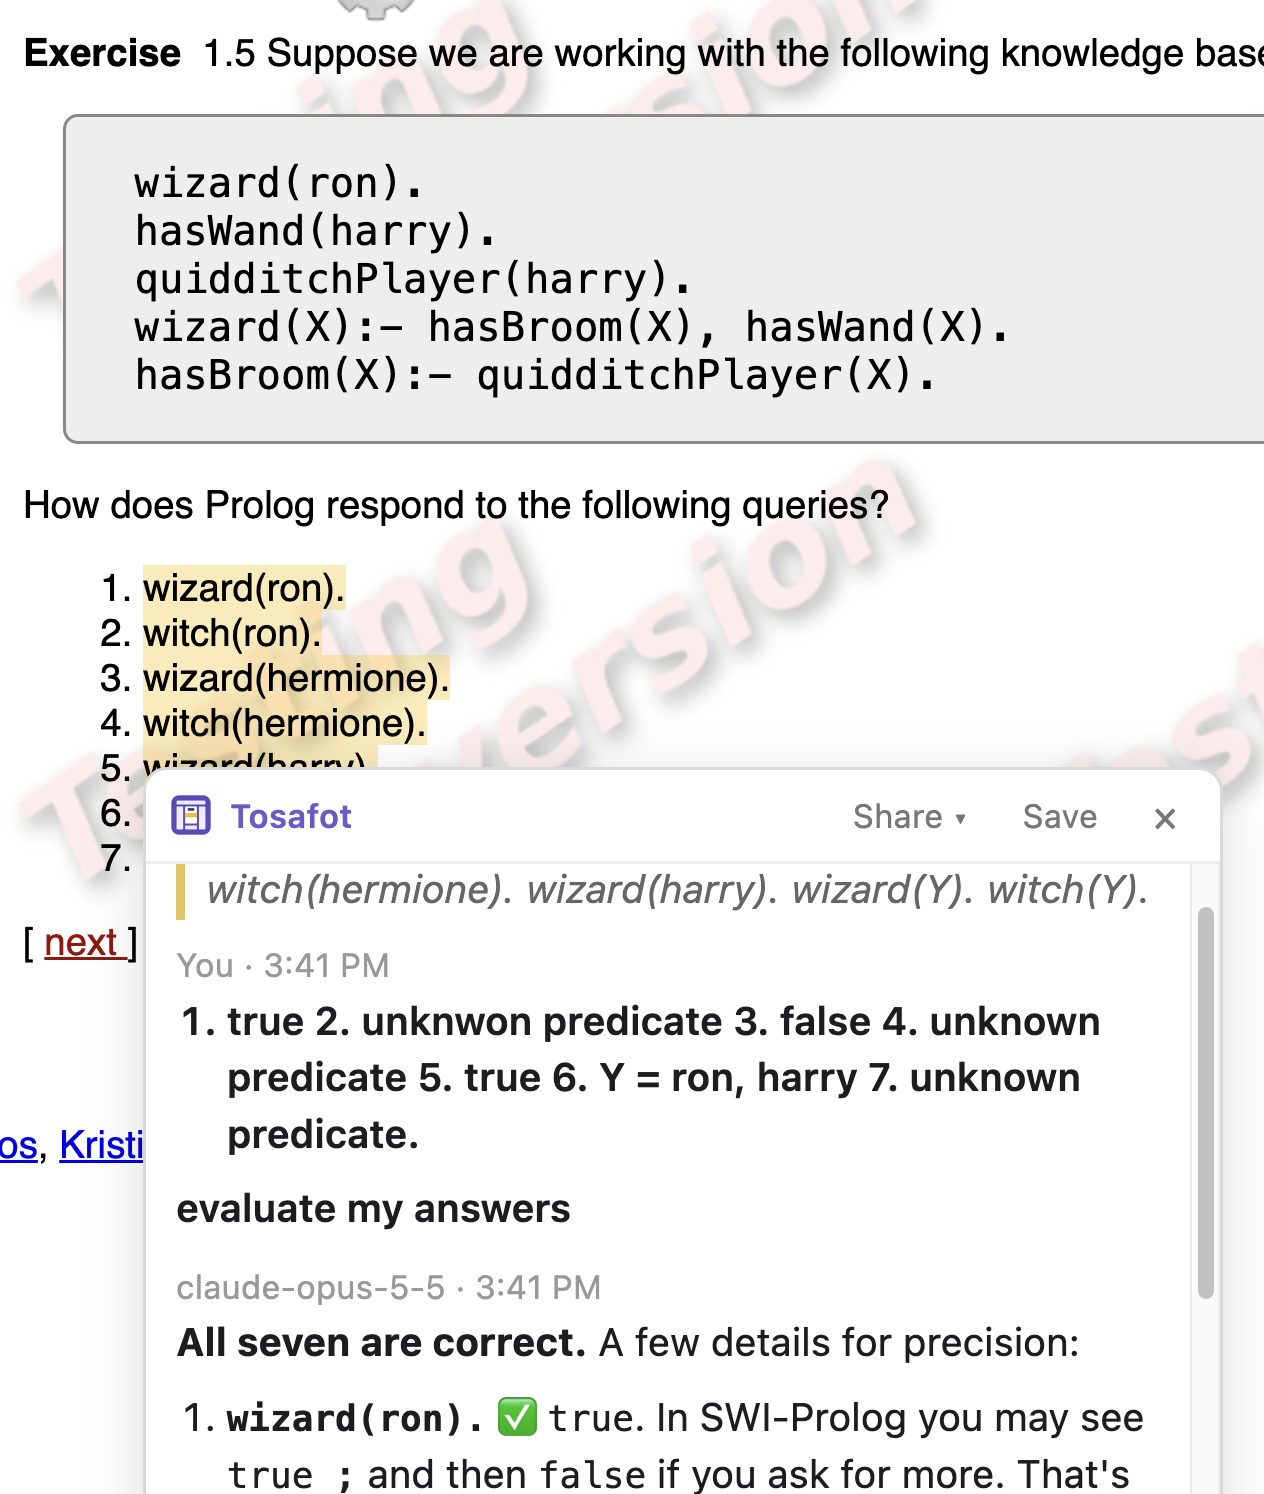 Exercise 1.5 Suppose we are working with the following knowledge base
wizard(ron).
hasWand(harry).
quidditchPlayer(harry).
wizard(X):- hasBroom(X), hasWand(X).
hasBroom(X):- quidditchPlayer(X).
How does Prolog respond to the following queries?
1. wizard(ron).
2. witch(ron).
3. wizard(hermione).
4. witch(hermione).
5. wizard(harry).
6.
7.
[ next ]
os, Kristi
Tosafot
Share ▾ Save ×
witch(hermione). wizard(harry). wizard(Y). witch(Y).
You · 3:41 PM
1. true 2. unknwon predicate 3. false 4. unknown
predicate 5. true 6. Y = ron, harry 7. unknown
predicate.
evaluate my answers
claude-opus-5-5 · 3:41 PM
All seven are correct. A few details for precision:
1. wizard(ron). ✅ true. In SWI-Prolog you may see
true ; and then false if you ask for more. That's
Testing
version